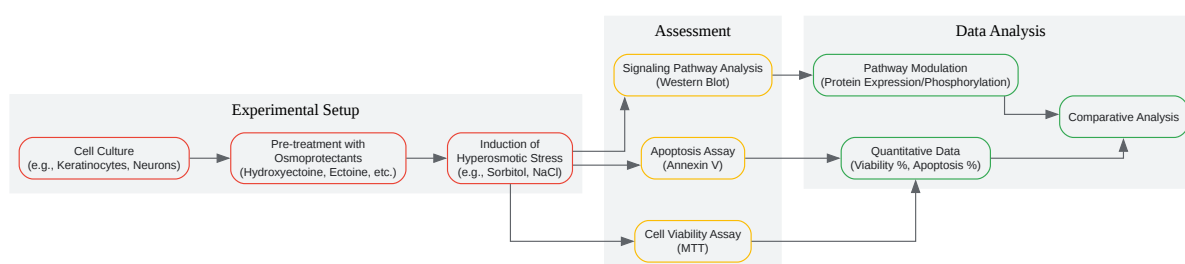 Experimental Setup
Cell Culture
(e.g., Keratinocytes, Neurons)
Pre-treatment with
Osmoprotectants
(Hydroxyectoine, Ectoine, etc.)
Induction of
Hyperosmotic Stress
(e.g., Sorbitol, NaCl)
Assessment
Signaling Pathway Analysis
(Western Blot)
Apoptosis Assay
(Annexin V)
Cell Viability Assay
(MTT)
Data Analysis
Pathway Modulation
(Protein Expression/Phosphorylation)
Quantitative Data
(Viability %, Apoptosis %)
Comparative Analysis